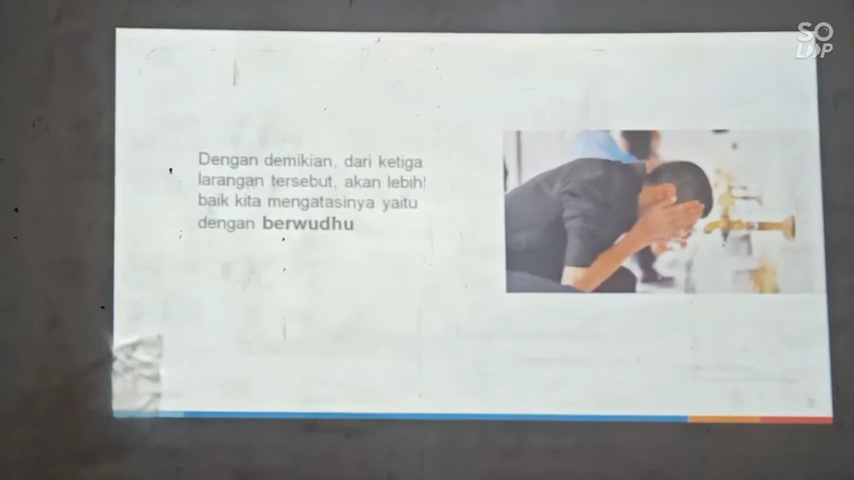 SO
LDP
Dengan demikian, dari ketiga
larangan tersebut, akan lebih!
baik kita mengatasinya yaitu
dengan berwudhu